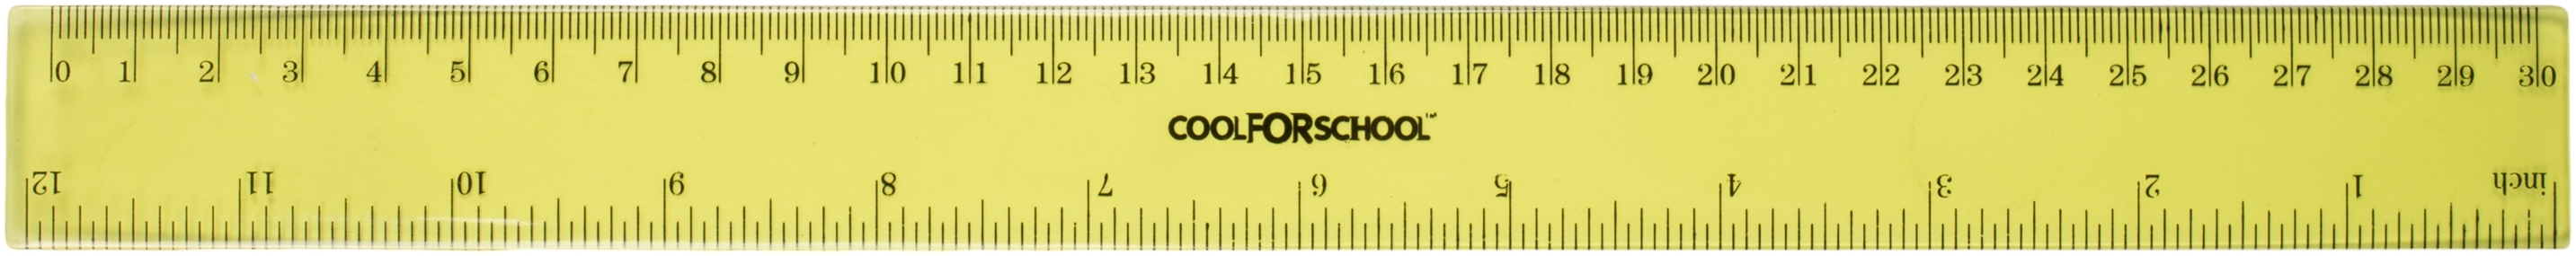 0 1 2 3 4 5 6 7 8 9 10 11 12 13 14 15 16 17 18 19 20 21 22 23 24 25 26 27 28 29 30
COOLFORSCHOOL™
12 11 10 9 8 7 6 5 4 3 2 1 inch